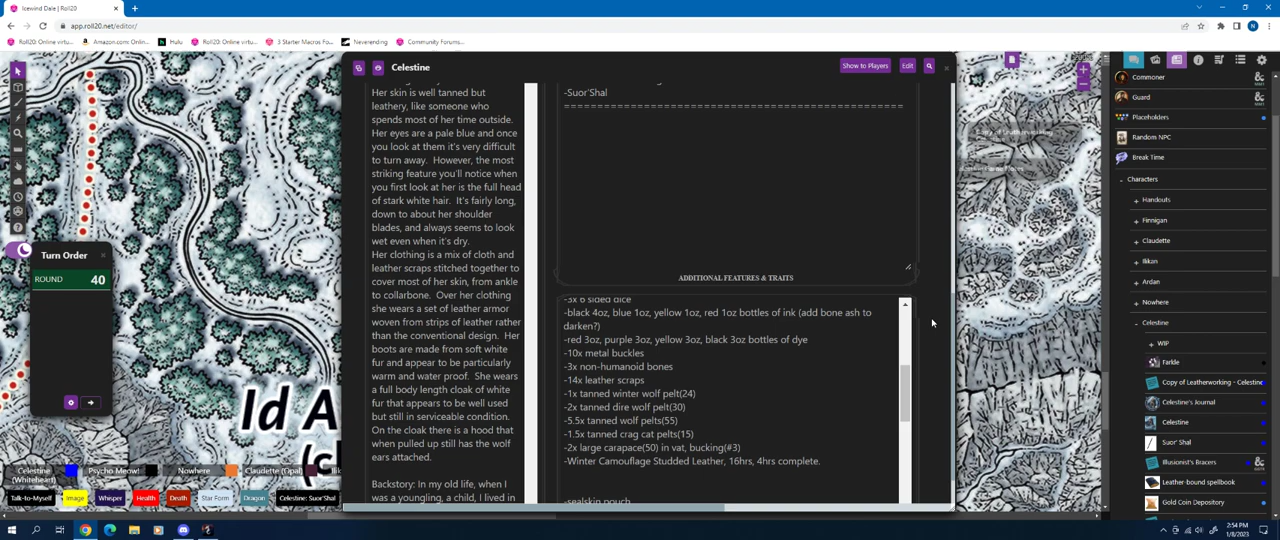 Icewind Dale | Roll20
app.roll20.net/editor/
Roll20: Online virtu...
Amazon.com: Onlin...
Hulu
Roll20: Online virtu...
3 Starter Macros Fo...
Neverending
Community Forums...
Celestine
Show to Players
Edit
Her skin is well tanned but
leathery, like someone who
spends most of her time outside.
Her eyes are a pale blue and once
you look at them it's very difficult
to turn away. However, the most
striking feature you'll notice when
you first look at her is the full head
of stark white hair. It's fairly long,
down to about her shoulder
blades, and always seems to look
wet even when it's dry.
Her clothing is a mix of cloth and
leather scraps stitched together to
cover most of her skin, from ankle
to collarbone. Over her clothing
she wears a set of leather armor
woven from strips of leather rather
than the conventional design. Her
boots are made from soft white
fur and appear to be particularly
warm and water proof. She wears
a full body length cloak of white
fur that appears to be well used
but still in serviceable condition.
On the cloak there is a hood that
when pulled up still has the wolf
ears attached.
Backstory: In my old life, when I
was a youngling, a child, I lived in
-Suor'Shal
ADDITIONAL FEATURES & TRAITS
-3x 6 sided dice
-black 4oz, blue 1oz, yellow 1oz, red 1oz bottles of ink (add bone ash to
darken?)
-red 3oz, purple 3oz, yellow 3oz, black 3oz bottles of dye
-10x metal buckles
-3x non-humanoid bones
-14x leather scraps
-1x tanned winter wolf pelt(24)
-2x tanned dire wolf pelt(30)
-5.5x tanned wolf pelts(55)
-1.5x tanned crag cat pelts(15)
-2x large carapace(50) in vat, bucking(#3)
-Winter Camouflage Studded Leather, 16hrs, 4hrs complete.
-sealskin pouch
Turn Order
ROUND 40
Id A
Celestine
(Whiteheart)
Psycho Meow!
Nowhere
Claudette (Opal)
Talk-to-Myself
Image
Whisper
Health
Death
Star Form
Dragon
Celestine: Suor'Shal
Commoner
Guard
Placeholders
Random NPC
Break Time
Characters
Handouts
Finnigan
Claudette
Ilikan
Ardan
Nowhere
Celestine
WIP
Farkle
Copy of Leatherworking - Celestine
Celestine's Journal
Celestine
Suor' Shal
Illusionist's Bracers
Leather-bound spellbook
Gold Coin Depository
2:54 PM
1/8/2023